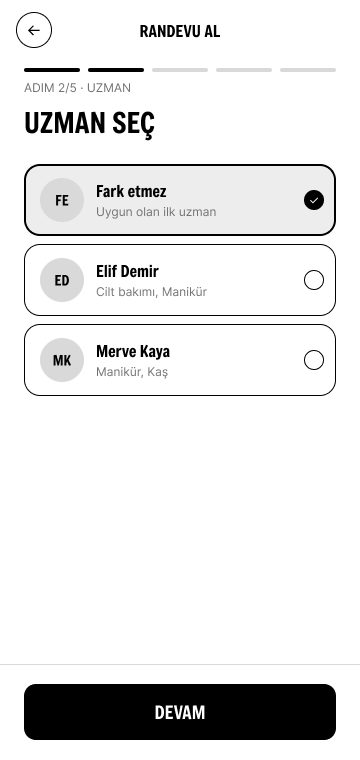 RANDEVU AL
ADIM 2/5 · UZMAN
UZMAN SEÇ
FE
Fark etmez
Uygun olan ilk uzman
ED
Elif Demir
Cilt bakımı, Manikür
MK
Merve Kaya
Manikür, Kaş
DEVAM